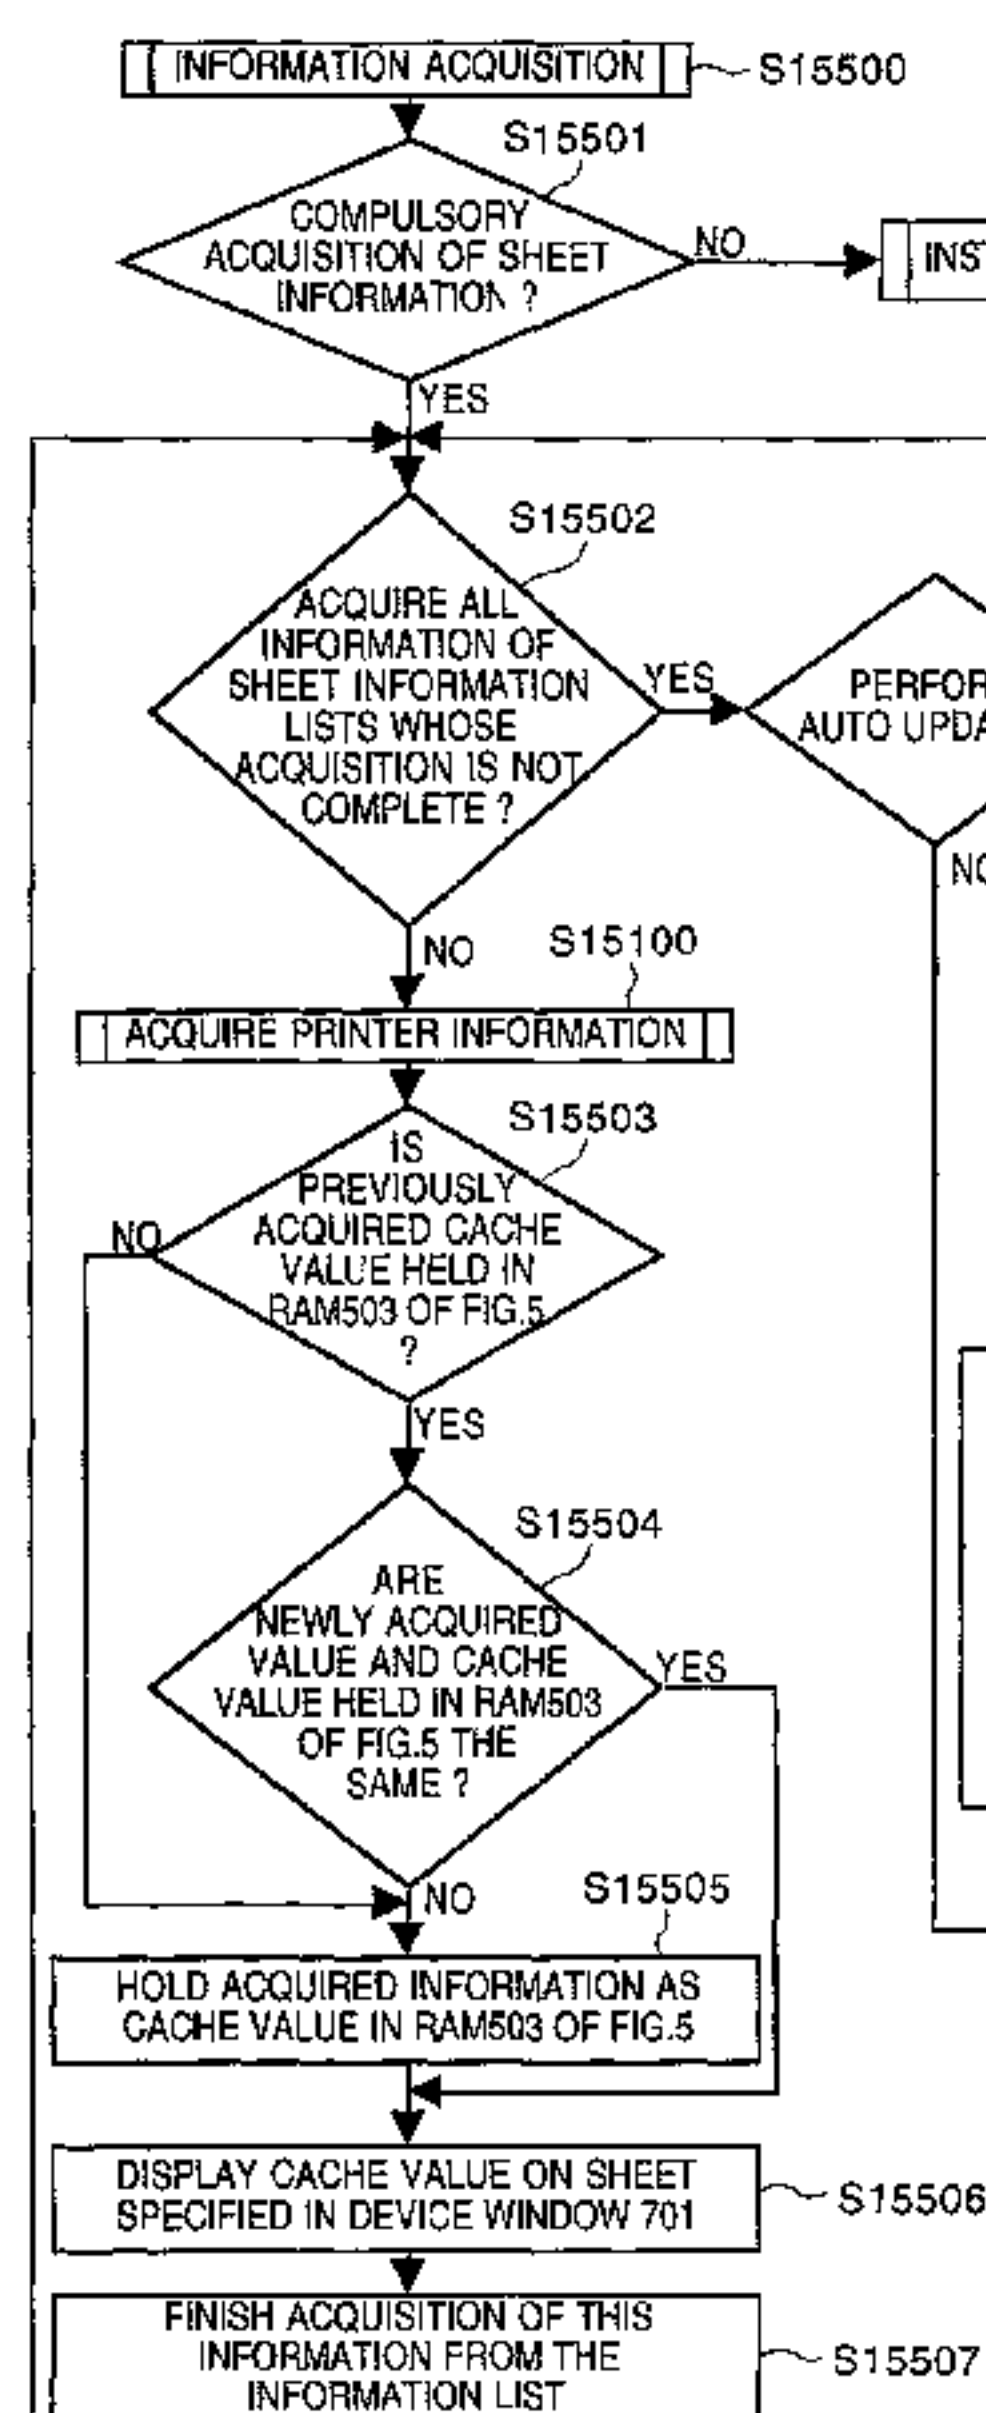 INFORMATION ACQUISITION
S15500
S15501
COMPULSORY
ACQUISITION OF SHEET
INFORMATION ?
NO
YES
S15502
ACQUIRE ALL
INFORMATION OF
SHEET INFORMATION
LISTS WHOSE
ACQUISITION IS NOT
COMPLETE ?
YES
AUTO
NO
S15100
ACQUIRE PRINTER INFORMATION
S15503
IS
PREVIOUSLY
ACQUIRED CACHE
VALUE HELD IN
RAM503 OF FIG.5
?
NO
YES
S15504
ARE
NEWLY ACQUIRED
VALUE AND CACHE
VALUE HELD IN RAM503
OF FIG.5 THE
SAME ?
YES
NO
S15505
HOLD ACQUIRED INFORMATION AS
CACHE VALUE IN RAM503 OF FIG.5
DISPLAY CACHE VALUE ON SHEET
SPECIFIED IN DEVICE WINDOW 701
S15506
FINISH ACQUISITION OF THIS
INFORMATION FROM THE
INFORMATION LIST
S15507